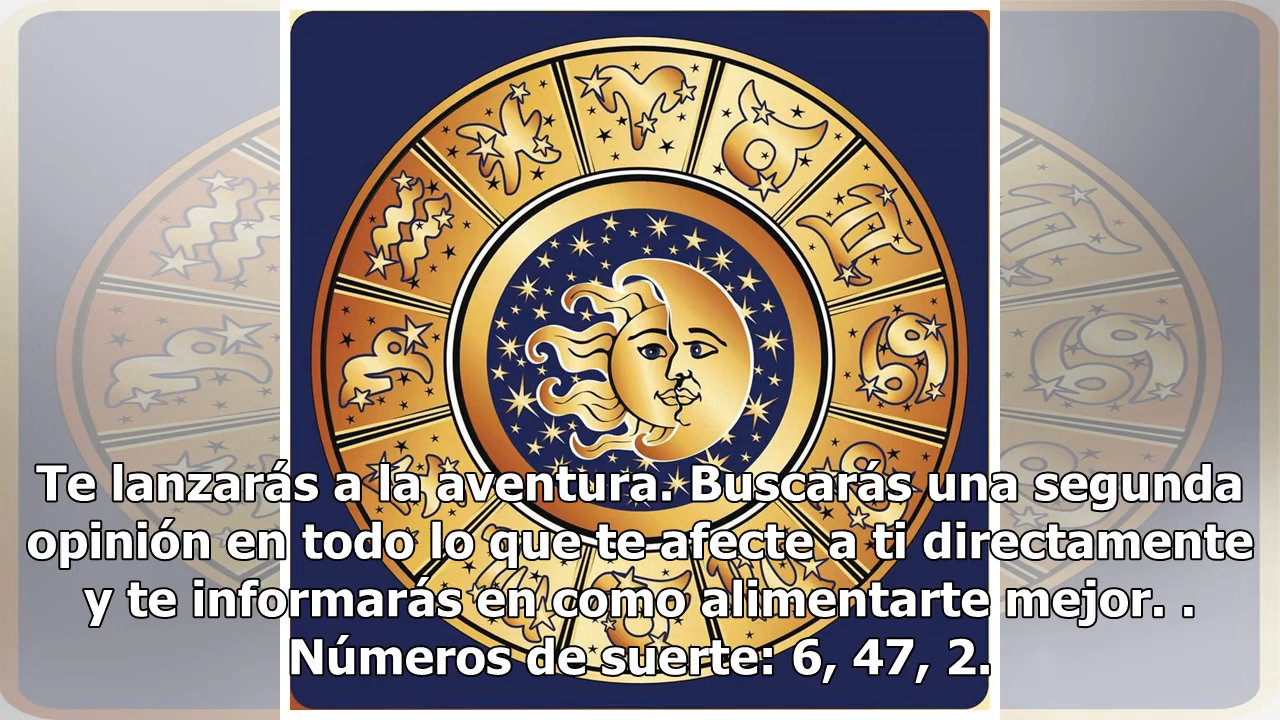 Te lanzarás a la aventura. Buscarás una segunda
opinión en todo lo que te afecte a ti directamente
y te informarás en como alimentarte mejor. .
Números de suerte: 6, 47, 2.